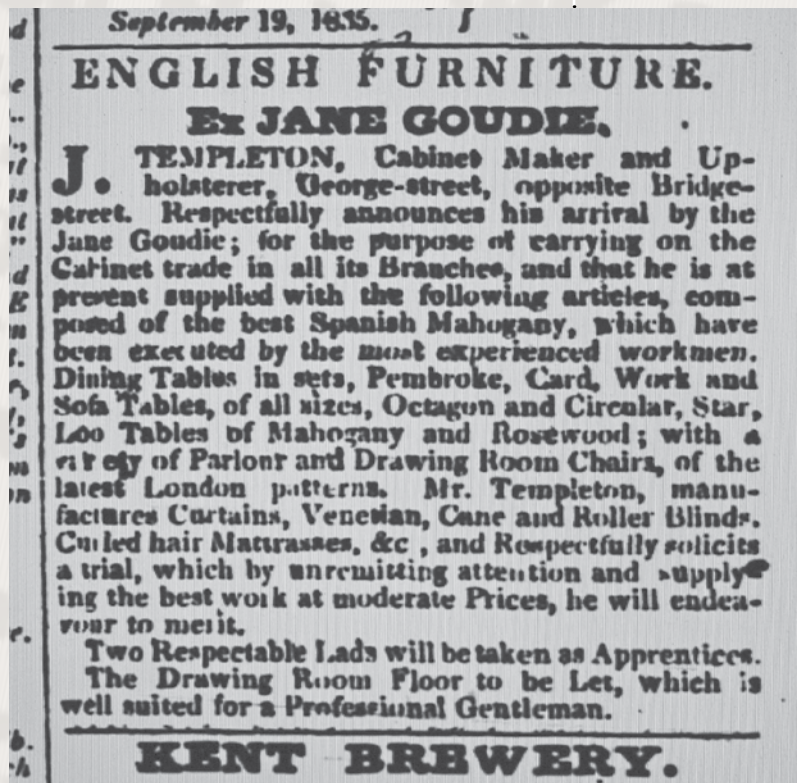 September 19, 1835.
ENGLISH FURNITURE.
Ex JANE GOUDIE.
J. TEMPLETON, Cabinet Maker and Up-
holsterer, George-street, opposite Bridge-
street. Respectfully announces his arrival by the
Jane Goudie; for the purpose of carrying on the
Cabinet trade in all its Branches, and that he is at
present supplied with the following articles, com-
posed of the best Spanish Mahogany, which have
been executed by the most experienced workmen.
Dining Tables in sets, Pembroke, Card, Work and
Sofa Tables, of all sizes, Octagon and Circular, Star,
Loo Tables of Mahogany and Rosewood; with a
variety of Parlour and Drawing Room Chairs, of the
latest London patterns. Mr. Templeton, manu-
factures Curtains, Venetian, Cane and Roller Blinds.
Curled hair Mattrasses, &c , and Respectfully solicits
a trial, which by unremitting attention and supply-
ing the best work at moderate Prices, he will endea-
vour to merit.
Two Respectable Lads will be taken as Apprentices.
The Drawing Room Floor to be Let, which is
well suited for a Professional Gentleman.
KENT BREWERY.